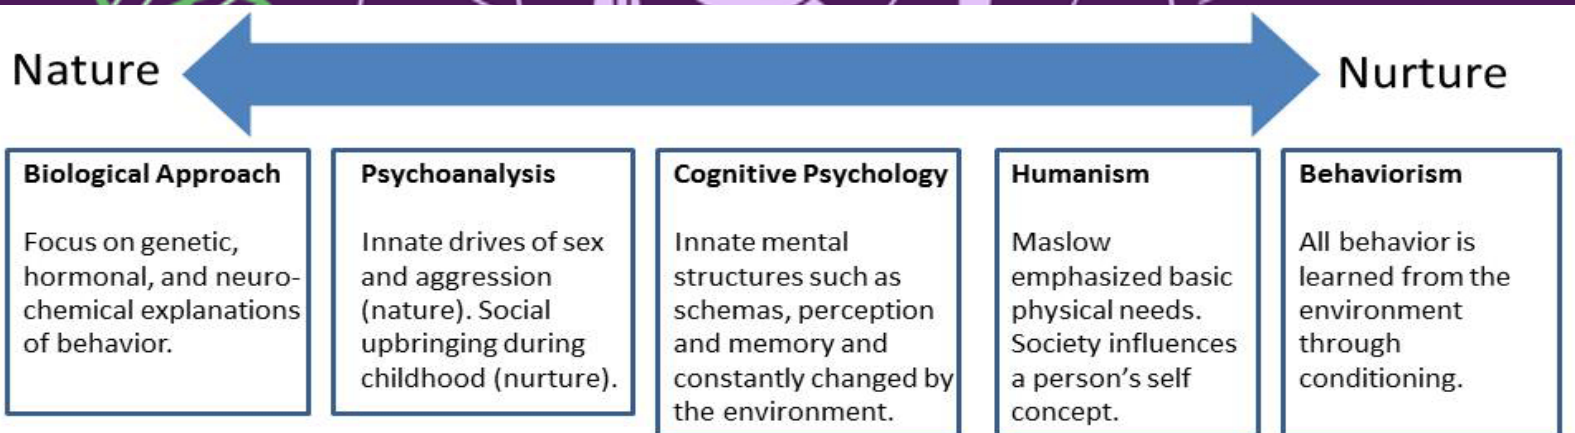 Nature
Nurture
Biological Approach
Focus on genetic,
hormonal, and neuro-
chemical explanations
of behavior.
Psychoanalysis
Innate drives of sex
and aggression
(nature). Social
upbringing during
childhood (nurture).
Cognitive Psychology
Innate mental
structures such as
schemas, perception
and memory and
constantly changed by
the environment.
Humanism
Maslow
emphasized basic
physical needs.
Society influences
a person's self
concept.
Behaviorism
All behavior is
learned from the
environment
through
conditioning.